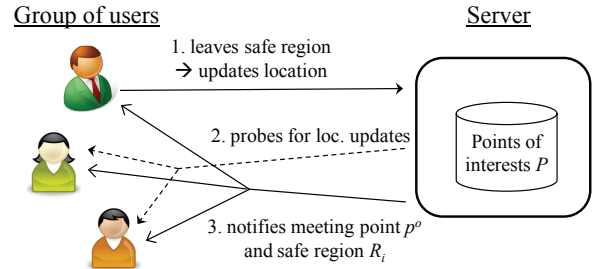 Group of users
Server
1. leaves safe region
→ updates location
2. probes for loc. updates
Points of
interests P
3. notifies meeting point pᵒ
and safe region Rᵢ